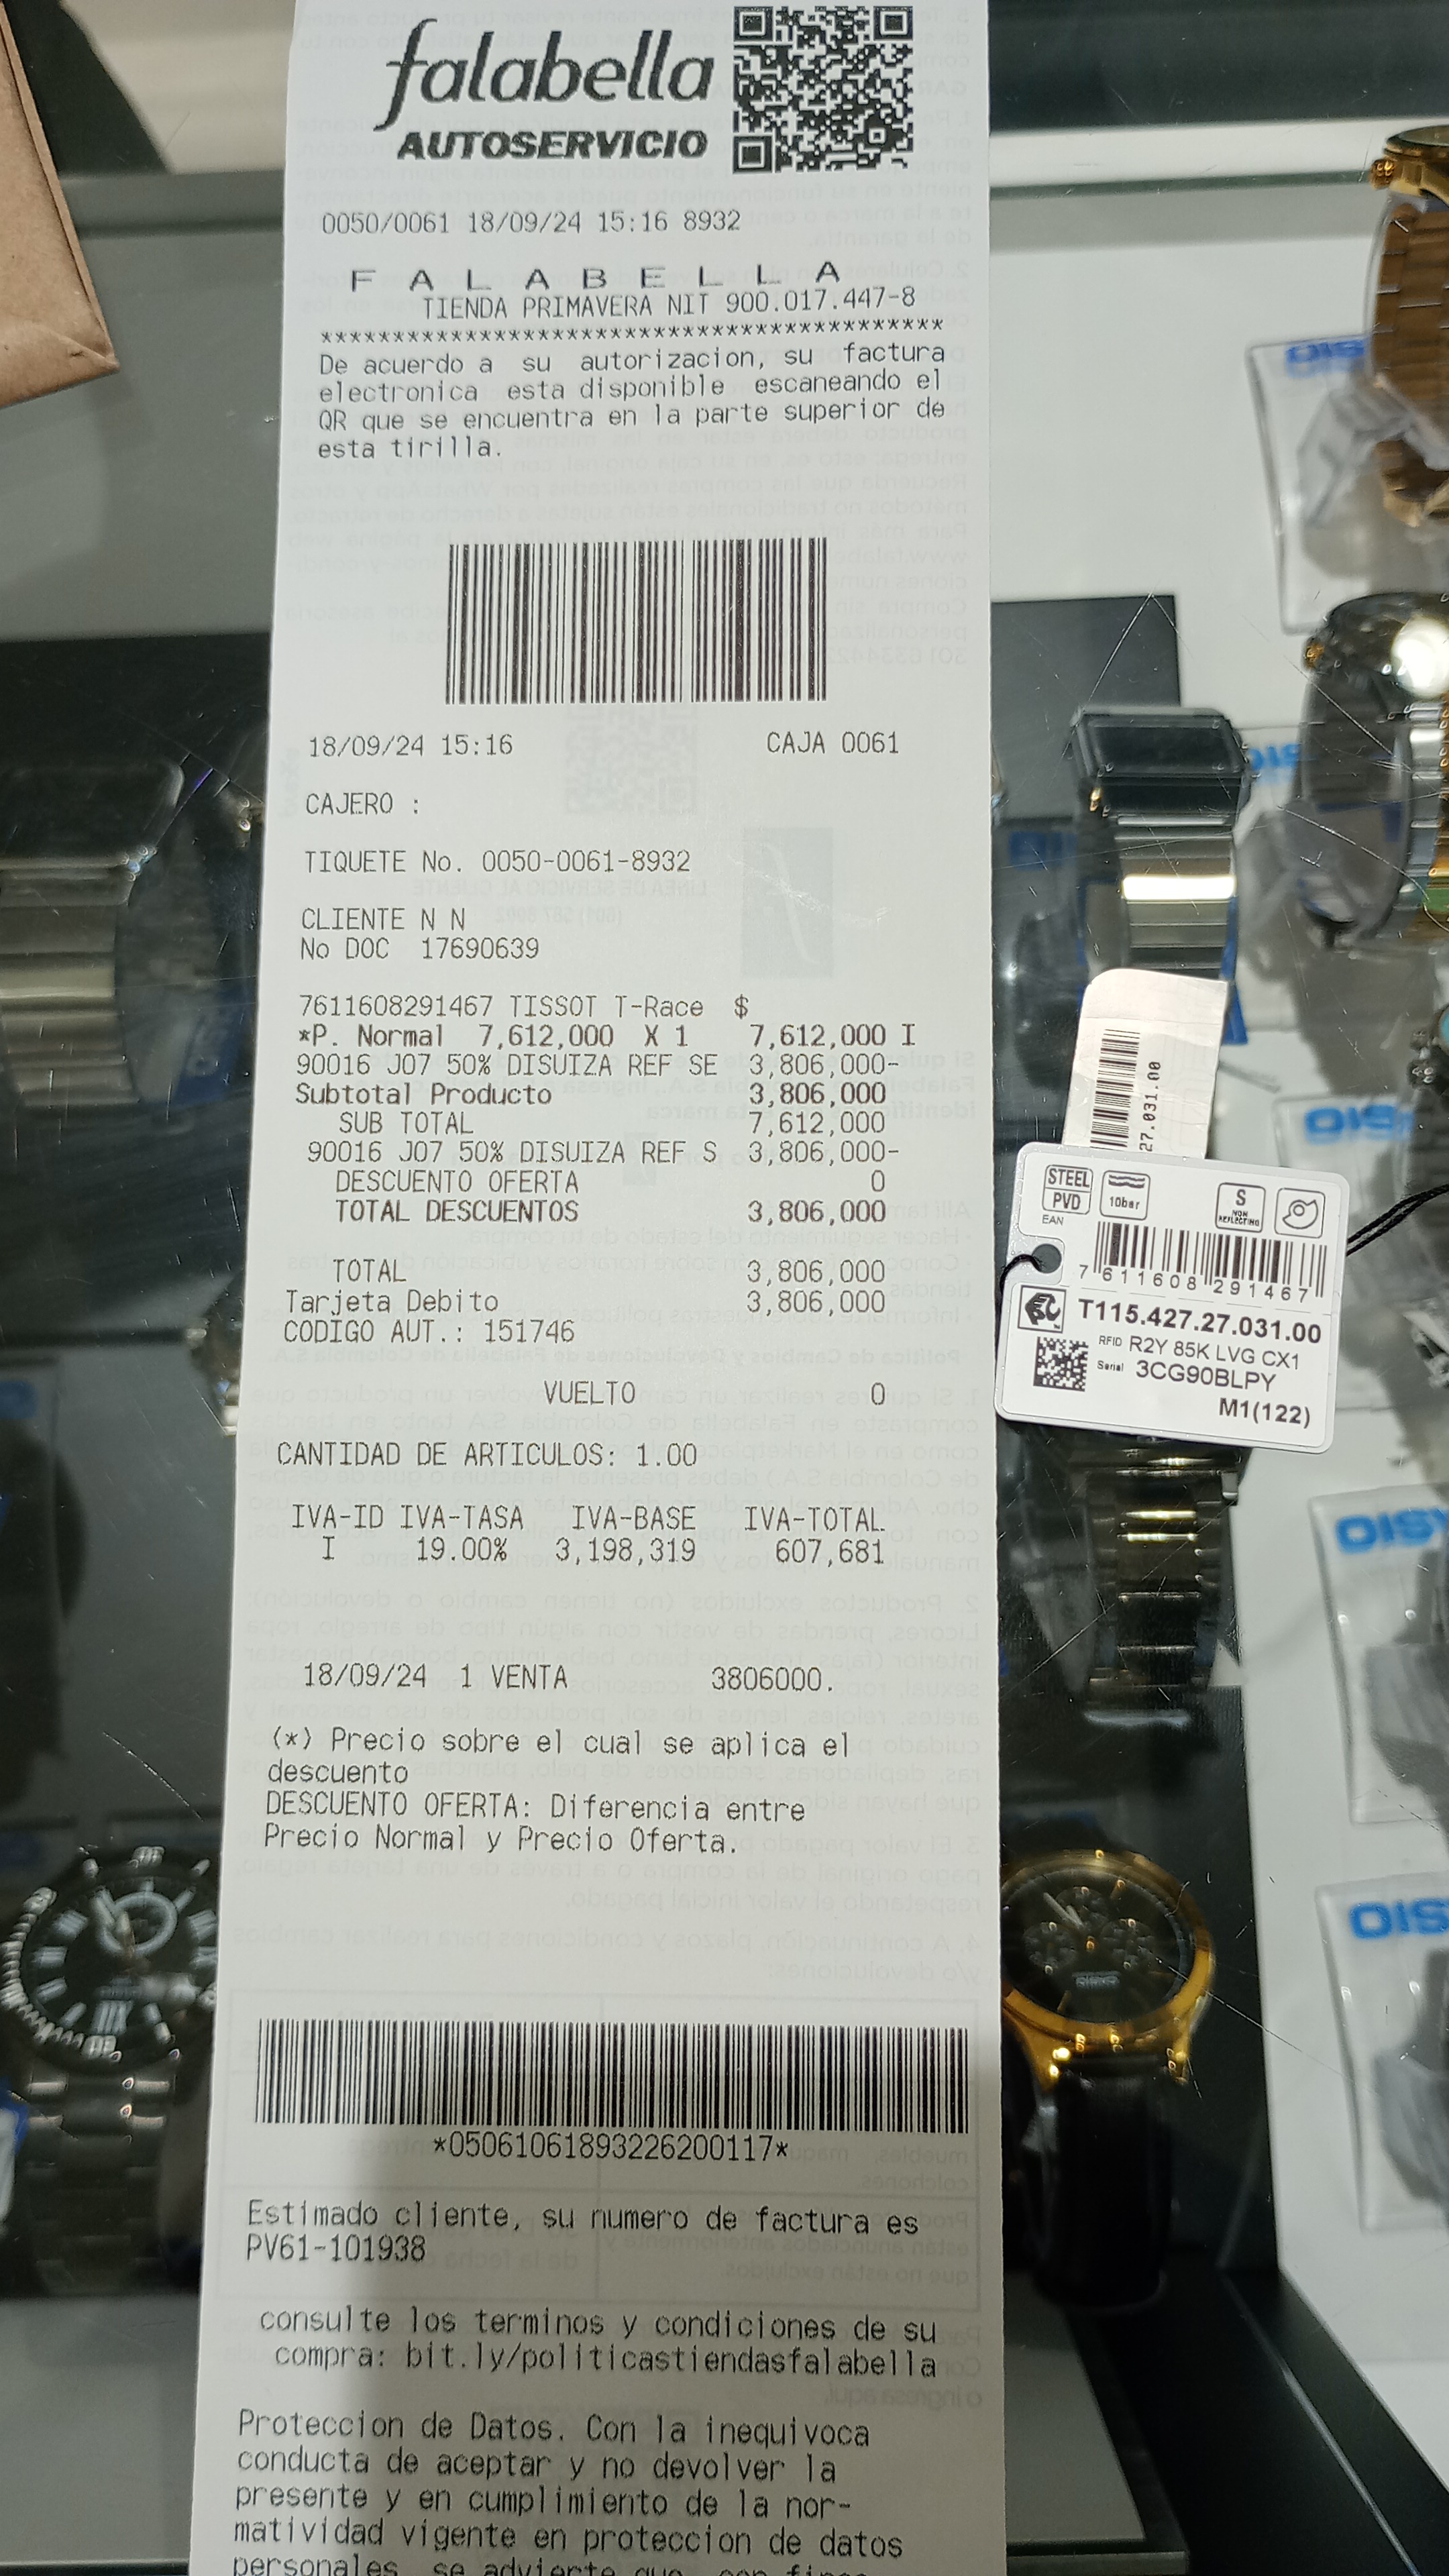 falabella
AUTOSERVICIO
0050/0061 18/09/24 15:16 8932
F A L A B E L L A
TIENDA PRIMAVERA NIT 900.017.447-8
*******************************************
De acuerdo a su autorizacion, su factura
electronica esta disponible escaneando el
QR que se encuentra en la parte superior de
esta tirilla.
18/09/24 15:16 CAJA 0061
CAJERO :
TIQUETE No. 0050-0061-8932
CLIENTE N N
No DOC 17690639
7611608291467 TISSOT T-Race $
*P. Normal 7,612,000 X 1 7,612,000 I
90016 J07 50% DISUIZA REF SE 3,806,000-
Subtotal Producto 3,806,000
SUB TOTAL 7,612,000
90016 J07 50% DISUIZA REF S 3,806,000-
DESCUENTO OFERTA 0
TOTAL DESCUENTOS 3,806,000
TOTAL 3,806,000
Tarjeta Debito 3,806,000
CODIGO AUT.: 151746
VUELTO 0
CANTIDAD DE ARTICULOS: 1.00
IVA-ID IVA-TASA IVA-BASE IVA-TOTAL
I 19.00% 3,198,319 607,681
18/09/24 1 VENTA 3806000.
(*) Precio sobre el cual se aplica el
descuento
DESCUENTO OFERTA: Diferencia entre
Precio Normal y Precio Oferta.
*05061061893226200117*
Estimado cliente, su numero de factura es
PV61-101938
consulte los terminos y condiciones de su
compra: bit.ly/politicastiendasfalabella
Proteccion de Datos. Con la inequivoca
conducta de aceptar y no devolver la
presente y en cumplimiento de la nor-
matividad vigente en proteccion de datos
personales, se advierte que, con fines
27.031.00
STEEL
PVD
10bar
S
NON
REFLECTING
EAN
7 611608 291467
T115.427.27.031.00
RFID R2Y 85K LVG CX1
Serial 3CG90BLPY
M1(122)